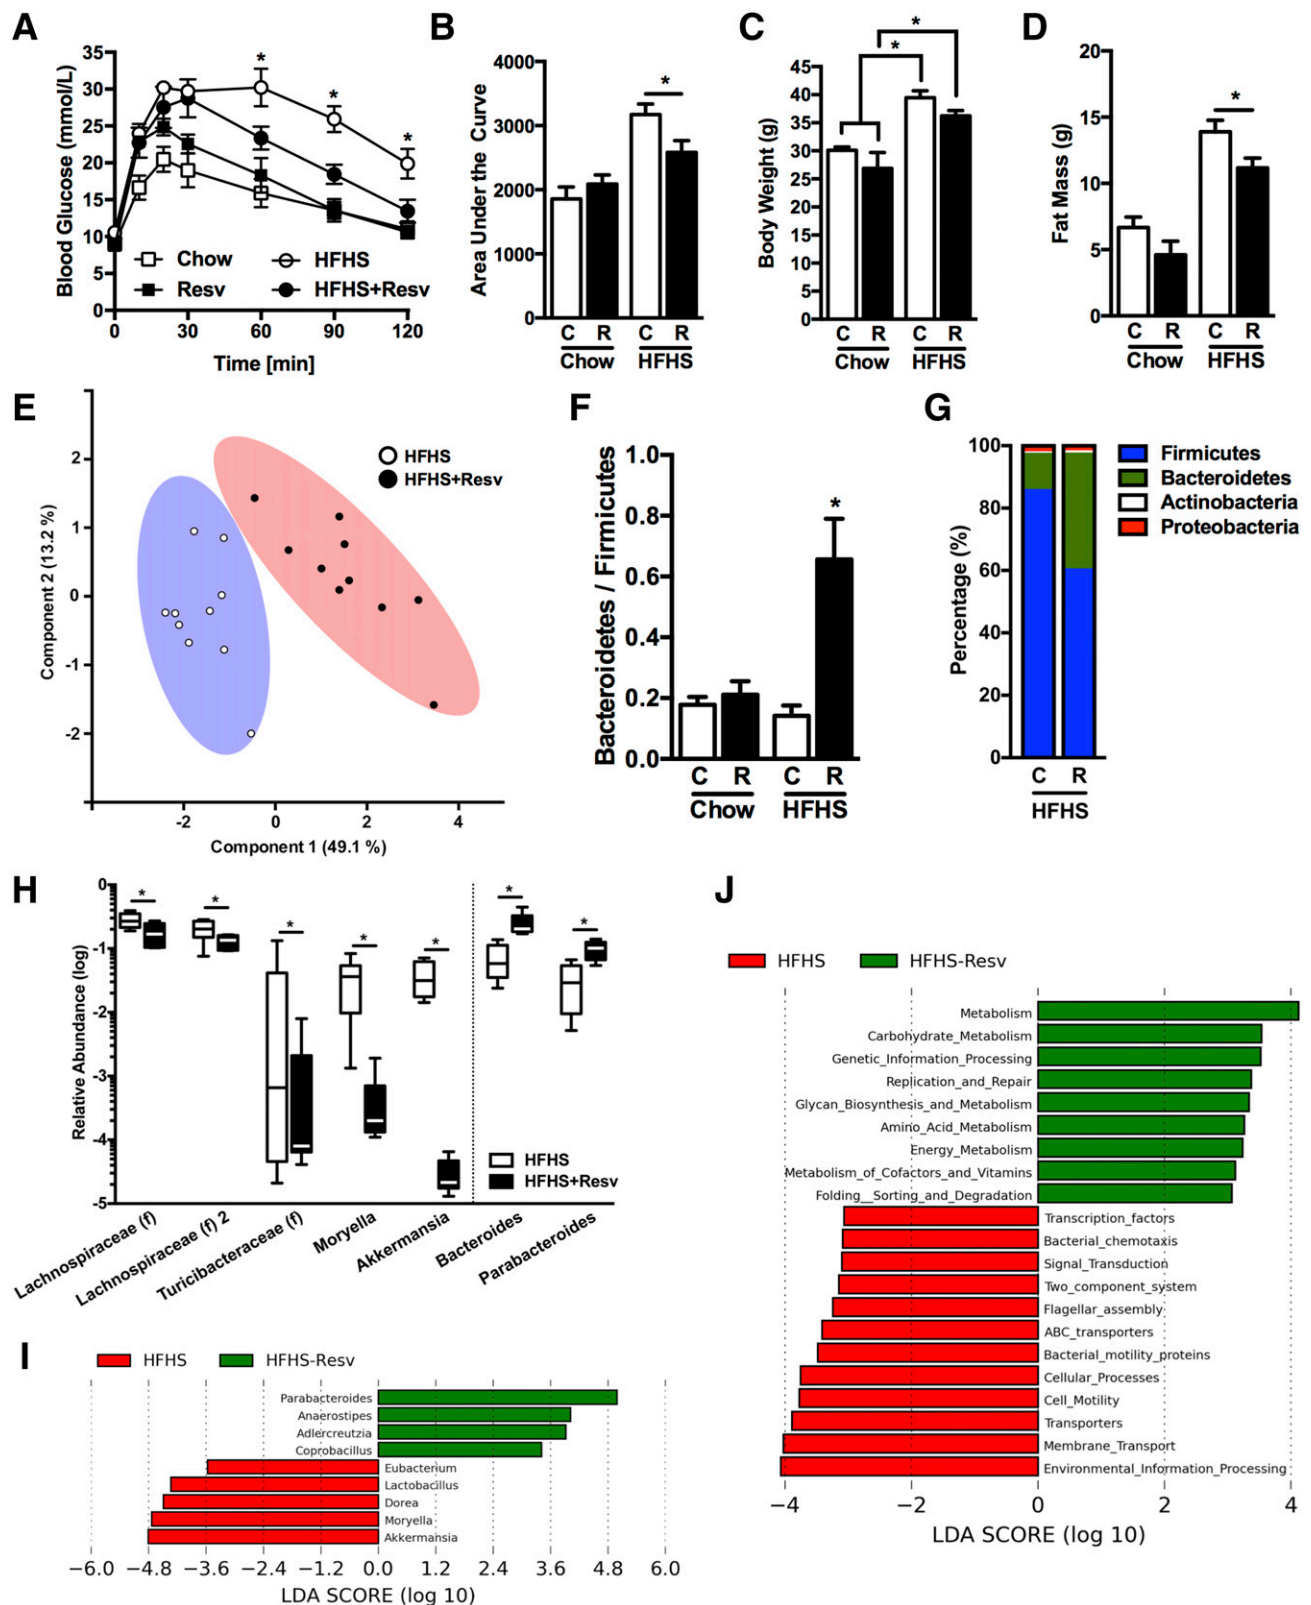 A
Blood Glucose (mmol/L)
35
30
25
20
15
10
5
0
* * *
Chow HFHS
Resv HFHS+Resv
0 30 60 90 120
Time [min]
B
Area Under the Curve
4000
3000
2000
1000
0
*
C R C R
Chow HFHS
C
Body Weight (g)
45
40
35
30
25
20
15
10
5
0
*
*
C R C R
Chow HFHS
D
Fat Mass (g)
20
15
10
5
0
*
C R C R
Chow HFHS
E
Component 2 (13.2 %)
2
1
0
-1
-2
HFHS
HFHS+Resv
-2 0 2 4
Component 1 (49.1 %)
F
Bacteroidetes / Firmicutes
1.0
0.8
0.6
0.4
0.2
0.0
*
C R C R
Chow HFHS
G
Percentage (%)
100
80
60
40
20
0
C R
HFHS
Firmicutes
Bacteroidetes
Actinobacteria
Proteobacteria
H
Relative Abundance (log)
0
-1
-2
-3
-4
-5
* * * * * * *
HFHS
HFHS+Resv
Lachnospiraceae (f)
Lachnospiraceae (f) 2
Turicibacteraceae (f)
Moryella
Akkermansia
Bacteroides
Parabacteroides
I
HFHS HFHS-Resv
Parabacteroides
Anaerostipes
Adlercreutzia
Coprobacillus
Eubacterium
Lactobacillus
Dorea
Moryella
Akkermansia
−6.0 −4.8 −3.6 −2.4 −1.2 0.0 1.2 2.4 3.6 4.8 6.0
LDA SCORE (log 10)
J
HFHS HFHS-Resv
Metabolism
Carbohydrate_Metabolism
Genetic_Information_Processing
Replication_and_Repair
Glycan_Biosynthesis_and_Metabolism
Amino_Acid_Metabolism
Energy_Metabolism
Metabolism_of_Cofactors_and_Vitamins
Folding__Sorting_and_Degradation
Transcription_factors
Bacterial_chemotaxis
Signal_Transduction
Two_component_system
Flagellar_assembly
ABC_transporters
Bacterial_motility_proteins
Cellular_Processes
Cell_Motility
Transporters
Membrane_Transport
Environmental_Information_Processing
−4 −2 0 2 4
LDA SCORE (log 10)